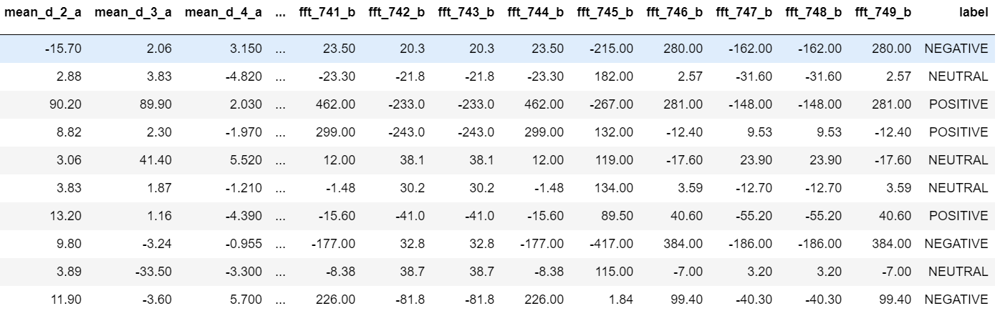 mean_d_2_a mean_d_3_a mean_d_4_a ... fft_741_b fft_742_b fft_743_b fft_744_b fft_745_b fft_746_b fft_747_b fft_748_b fft_749_b label
-15.70 2.06 3.150 ... 23.50 20.3 20.3 23.50 -215.00 280.00 -162.00 -162.00 280.00 NEGATIVE
2.88 3.83 -4.820 ... -23.30 -21.8 -21.8 -23.30 182.00 2.57 -31.60 -31.60 2.57 NEUTRAL
90.20 89.90 2.030 ... 462.00 -233.0 -233.0 462.00 -267.00 281.00 -148.00 -148.00 281.00 POSITIVE
8.82 2.30 -1.970 ... 299.00 -243.0 -243.0 299.00 132.00 -12.40 9.53 9.53 -12.40 POSITIVE
3.06 41.40 5.520 ... 12.00 38.1 38.1 12.00 119.00 -17.60 23.90 23.90 -17.60 NEUTRAL
3.83 1.87 -1.210 ... -1.48 30.2 30.2 -1.48 134.00 3.59 -12.70 -12.70 3.59 NEUTRAL
13.20 1.16 -4.390 ... -15.60 -41.0 -41.0 -15.60 89.50 40.60 -55.20 -55.20 40.60 POSITIVE
9.80 -3.24 -0.955 ... -177.00 32.8 32.8 -177.00 -417.00 384.00 -186.00 -186.00 384.00 NEGATIVE
3.89 -33.50 -3.300 ... -8.38 38.7 38.7 -8.38 115.00 -7.00 3.20 3.20 -7.00 NEUTRAL
11.90 -3.60 5.700 ... 226.00 -81.8 -81.8 226.00 1.84 99.40 -40.30 -40.30 99.40 NEGATIVE